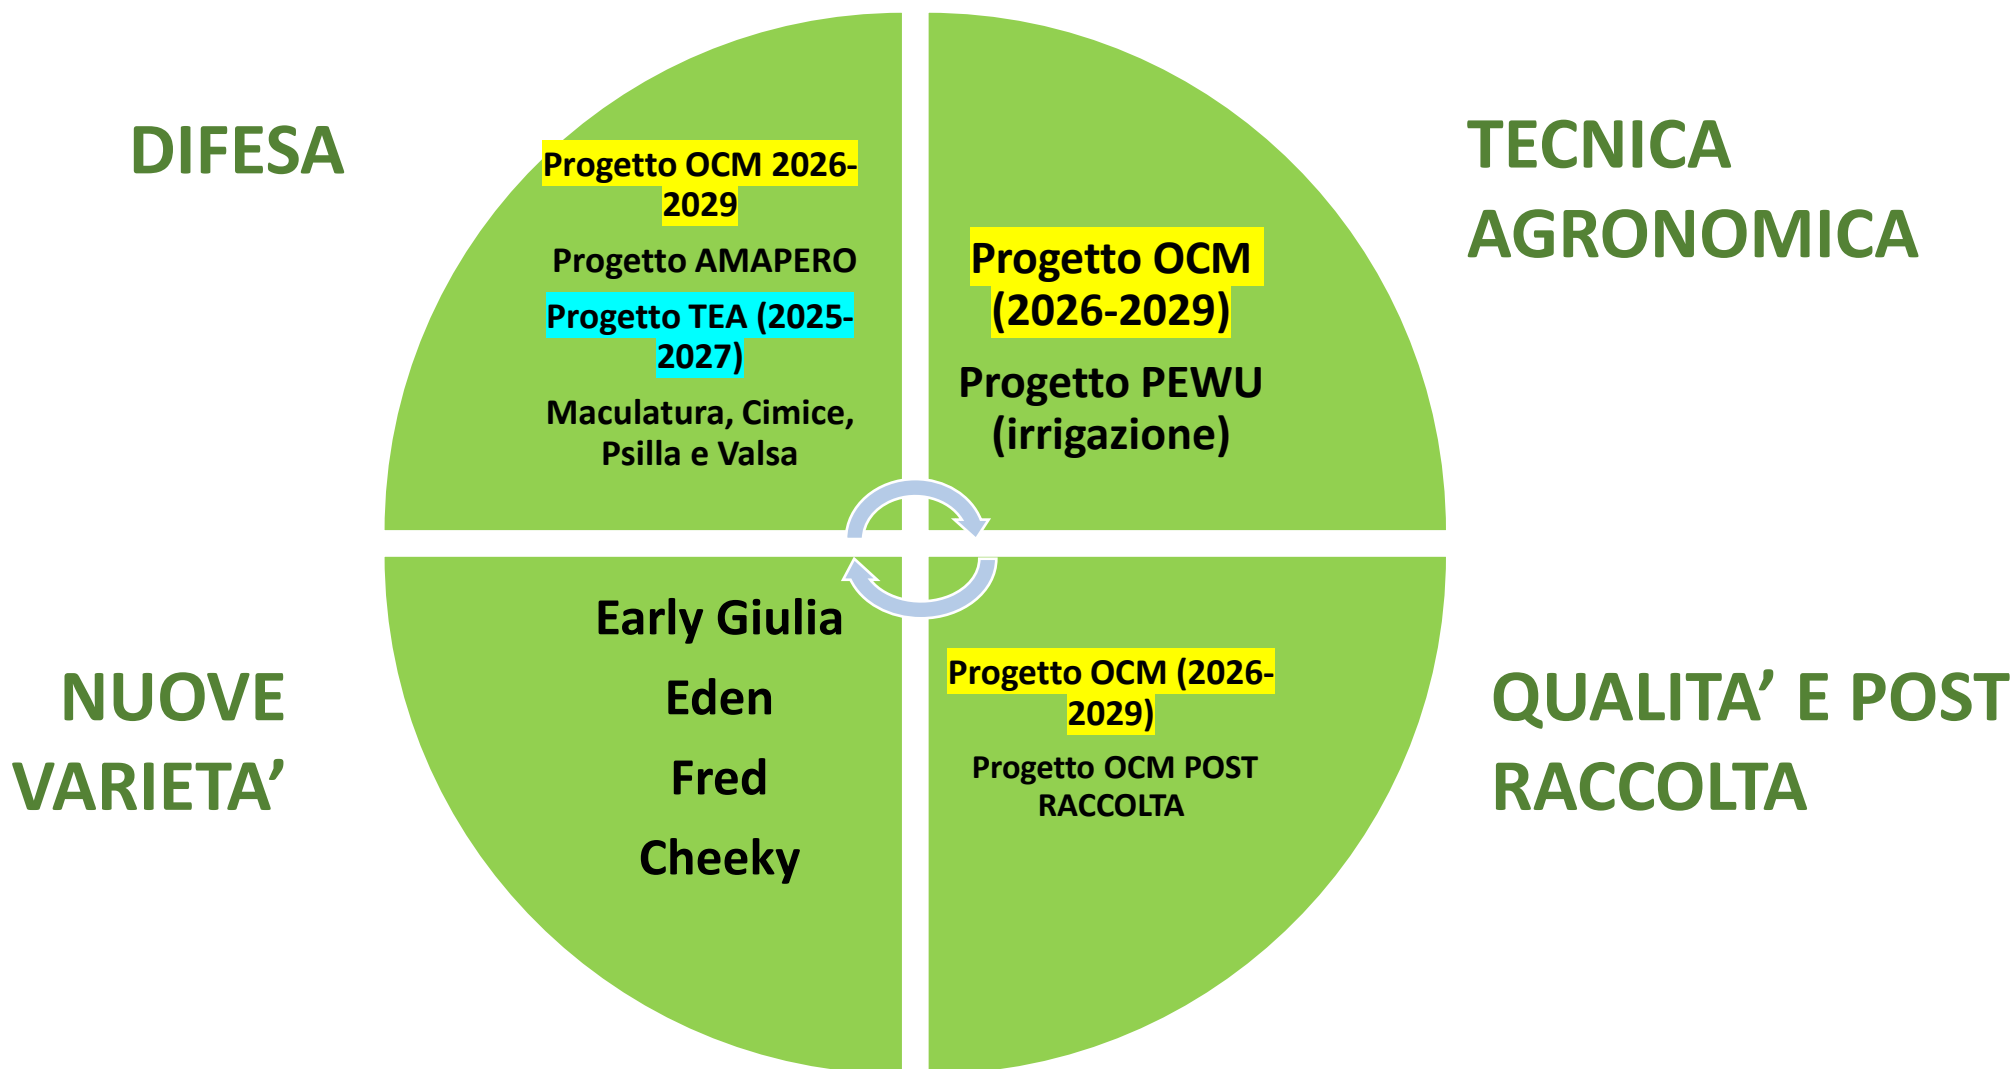 DIFESA
Progetto OCM 2026-
2029
Progetto AMAPERO
Progetto TEA (2025-
2027)
Maculatura, Cimice,
Psilla e Valsa
TECNICA
AGRONOMICA
Progetto OCM
(2026-2029)
Progetto PEWU
(irrigazione)
NUOVE
VARIETA’
Early Giulia
Eden
Fred
Cheeky
QUALITA’ E POST
RACCOLTA
Progetto OCM (2026-
2029)
Progetto OCM POST
RACCOLTA